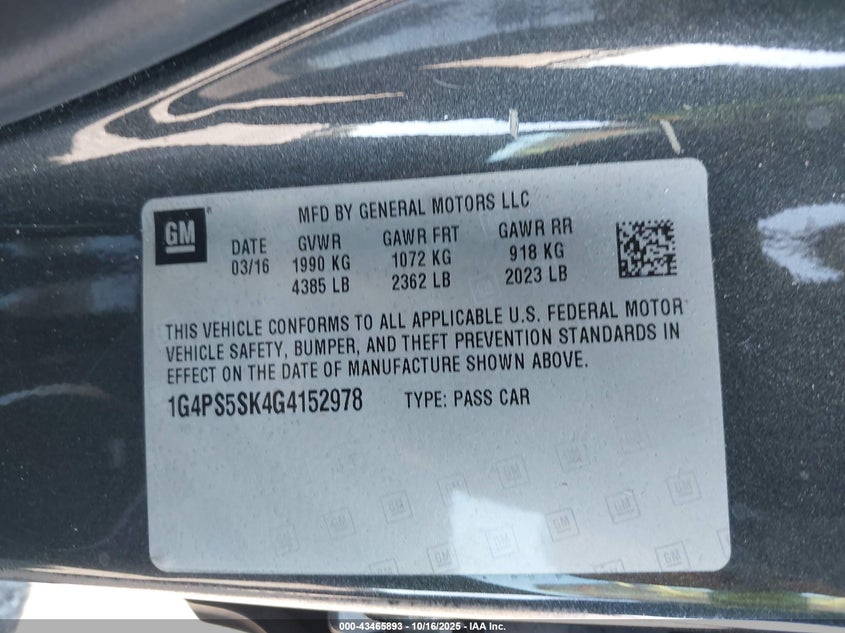 GM
MFD BY GENERAL MOTORS LLC
DATE GVWR GAWR FRT GAWR RR
03/16 1990 KG 1072 KG 918 KG
4385 LB 2362 LB 2023 LB
THIS VEHICLE CONFORMS TO ALL APPLICABLE U.S. FEDERAL MOTOR
VEHICLE SAFETY, BUMPER, AND THEFT PREVENTION STANDARDS IN
EFFECT ON THE DATE OF MANUFACTURE SHOWN ABOVE.
1G4PS5SK4G4152978 TYPE: PASS CAR
000-43465893 - 10/16/2025 - IAA Inc.